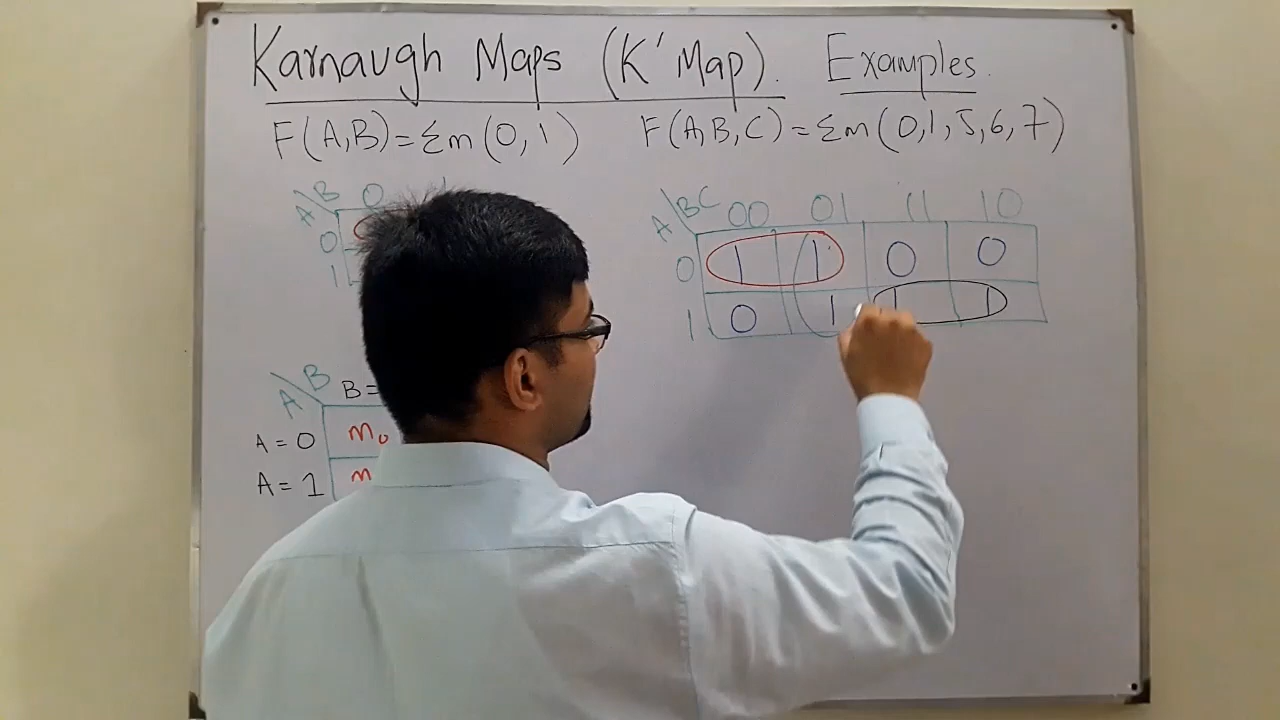 Karnaugh Maps (K' Map). Examples.
F(A,B) = Σm(0, 1) F(A,B,C) = Σm(0,1,5,6,7)
A B 0
0
1
A BC 00 01 11 10
0 1 1 0 0
1 0 1 1 1
A B B =
A = 0 m₀
A = 1 m